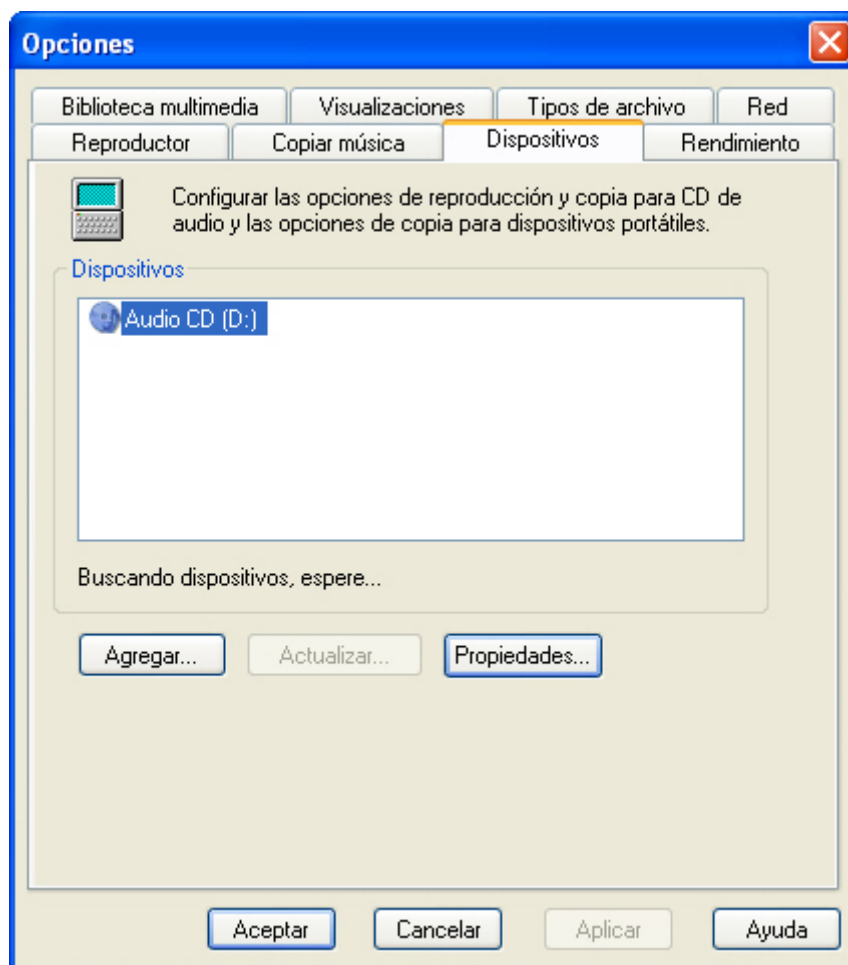 Opciones
Biblioteca multimedia Visualizaciones Tipos de archivo Red
Reproductor Copiar música Dispositivos Rendimiento
Configurar las opciones de reproducción y copia para CD de
audio y las opciones de copia para dispositivos portátiles.
Dispositivos
Audio CD (D:)
Buscando dispositivos, espere...
Agregar... Actualizar... Propiedades...
Aceptar Cancelar Aplicar Ayuda